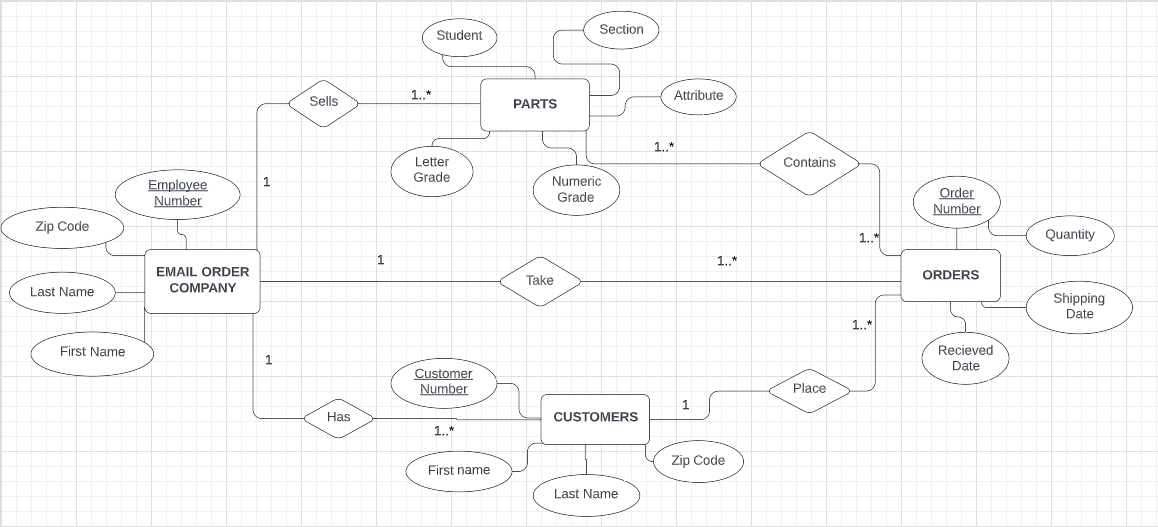 Section
Student
Attribute
Sells
1..*
PARTS
1..*
Letter
Grade
Numeric
Grade
Contains
1
Employee
Number
Order
Number
Zip Code
1..*
Quantity
EMAIL ORDER
COMPANY
1
Take
1..*
ORDERS
Last Name
Shipping
Date
First Name
1
1..*
Recieved
Date
Customer
Number
Place
1
Has
1..*
CUSTOMERS
First name
Zip Code
Last Name